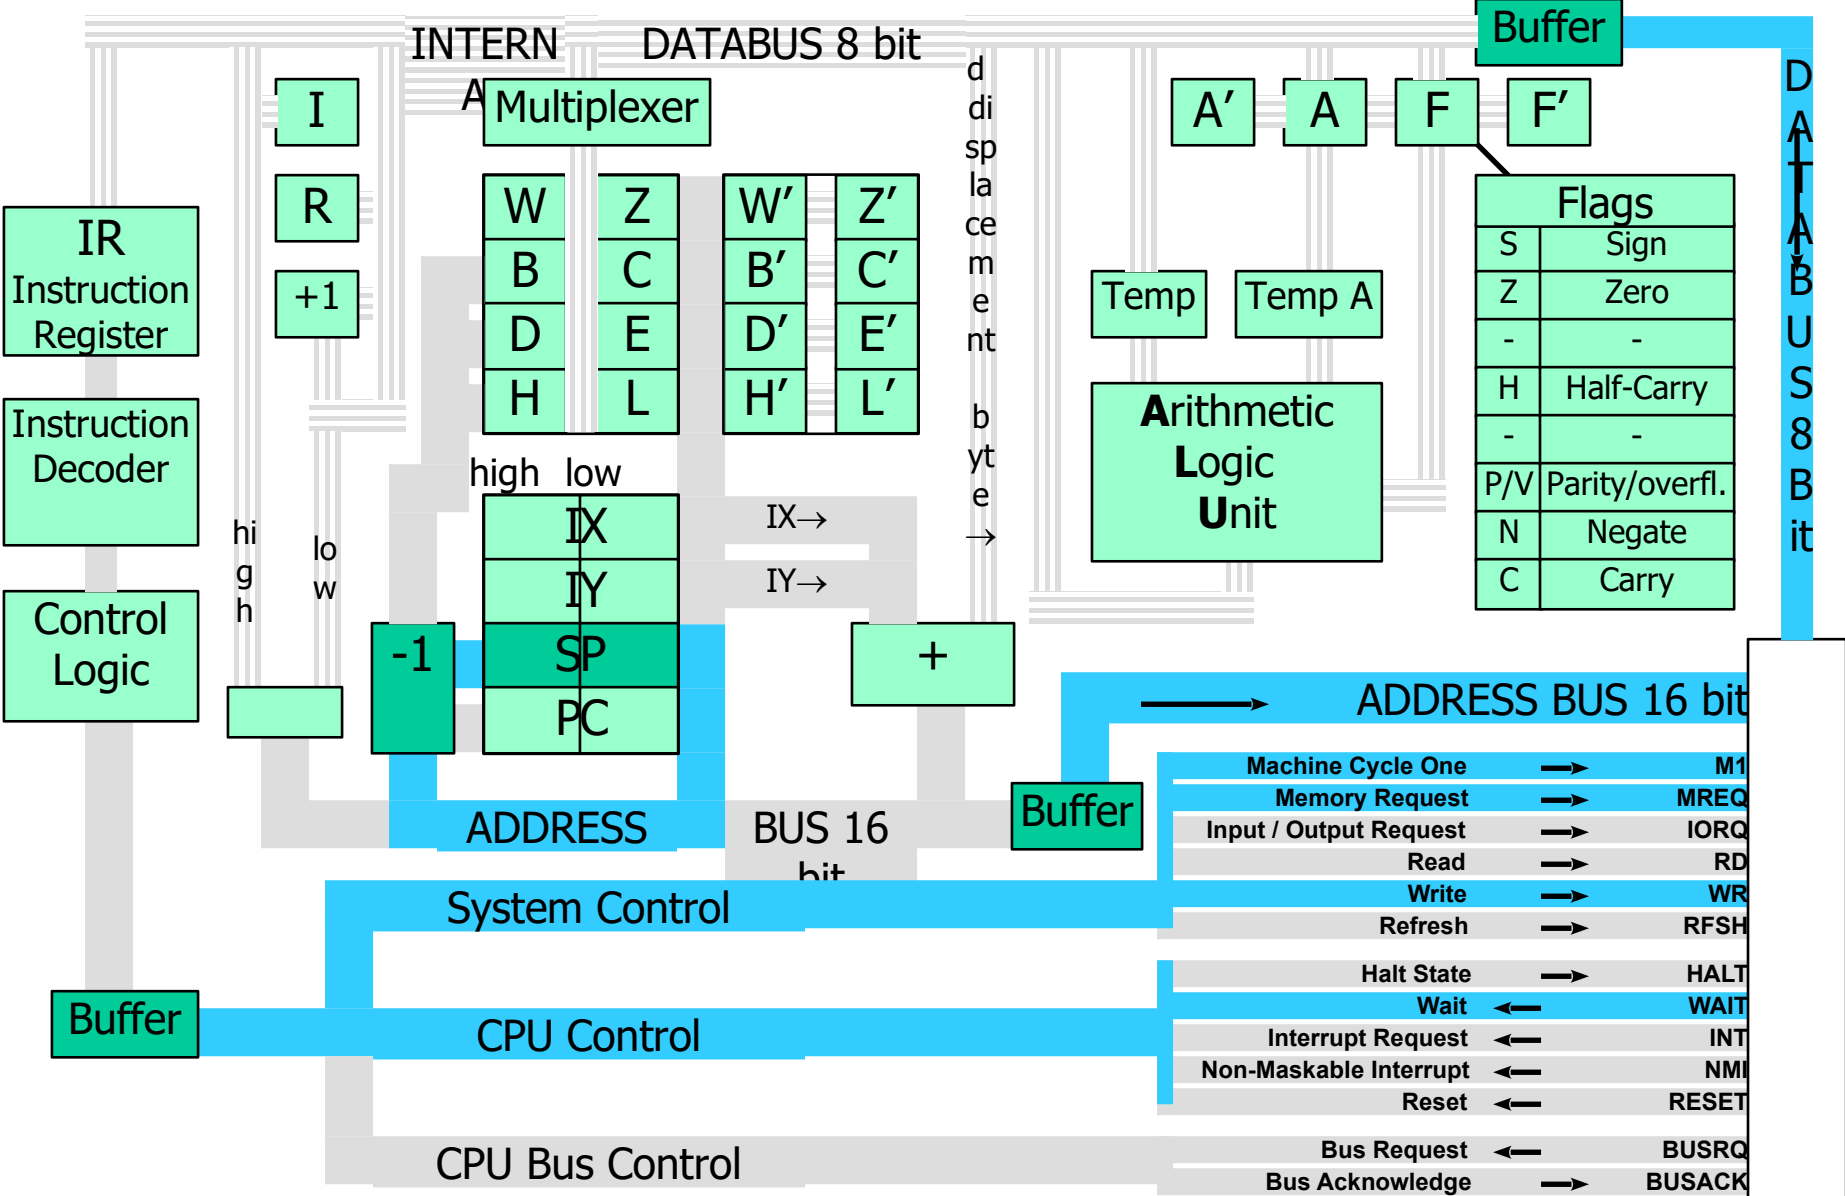 INTERN
A
DATABUS 8 bit
Buffer
I
R
+1
Multiplexer
W
Z
B
C
D
E
H
L
W′
Z′
B′
C′
D′
E′
H′
L′
d
di
sp
la
ce
m
e
nt
b
yt
e
→
A′
A
F
F′
D
A
T
A
B
U
S
8
B
it
IR
Instruction
Register
Instruction
Decoder
Control
Logic
Temp
Temp A
Arithmetic
Logic
Unit
Flags
S Sign
Z Zero
- -
H Half-Carry
- -
P/V Parity/overfl.
N Negate
C Carry
hi
g
h
lo
w
high low
IX
IY
SP
PC
-1
IX→
IY→
+
ADDRESS
BUS 16
bit
Buffer
ADDRESS BUS 16 bit
Machine Cycle One → M1
Memory Request → MREQ
Input / Output Request → IORQ
Read → RD
Write → WR
Refresh → RFSH
System Control
Halt State → HALT
Wait ← WAIT
Interrupt Request ← INT
Non-Maskable Interrupt ← NMI
Reset ← RESET
Buffer
CPU Control
Bus Request ← BUSRQ
Bus Acknowledge → BUSACK
CPU Bus Control